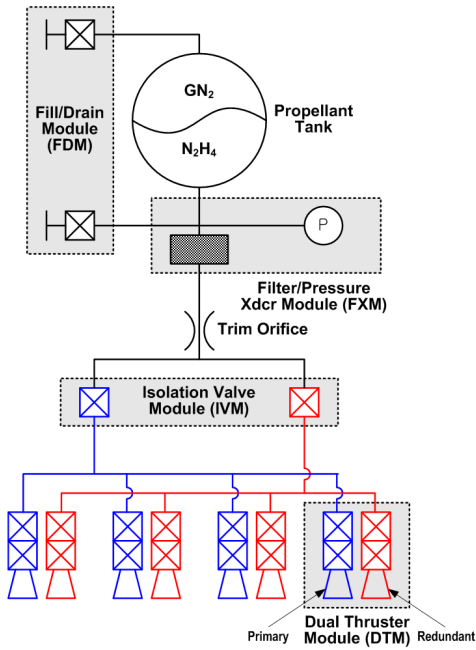 GN₂
Fill/Drain
Module
(FDM)
Propellant
Tank
N₂H₄
P
Filter/Pressure
Xdcr Module (FXM)
Trim Orifice
Isolation Valve
Module (IVM)
Dual Thruster
Module (DTM)
Primary
Redundant